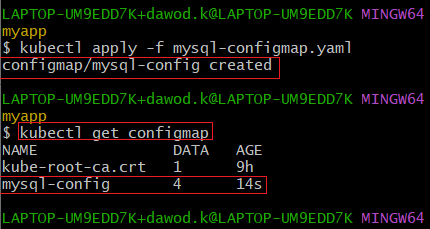 LAPTOP-UM9EDD7K+dawod.k@LAPTOP-UM9EDD7K MINGW64
myapp
$ kubectl apply -f mysql-configmap.yaml
configmap/mysql-config created
LAPTOP-UM9EDD7K+dawod.k@LAPTOP-UM9EDD7K MINGW64
myapp
$ kubectl get configmap
NAME DATA AGE
kube-root-ca.crt 1 9h
mysql-config 4 14s
LAPTOP-UM9EDD7K+dawod.k@LAPTOP-UM9EDD7K MINGW64